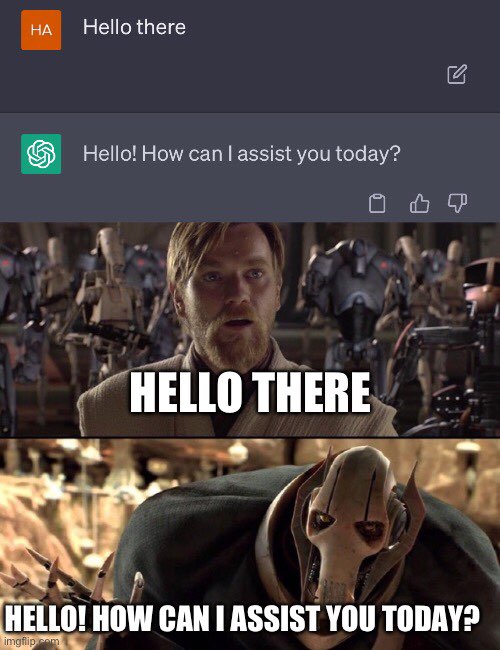 HA
Hello there
Hello! How can I assist you today?
HELLO THERE
HELLO! HOW CAN I ASSIST YOU TODAY?
imgflip.com